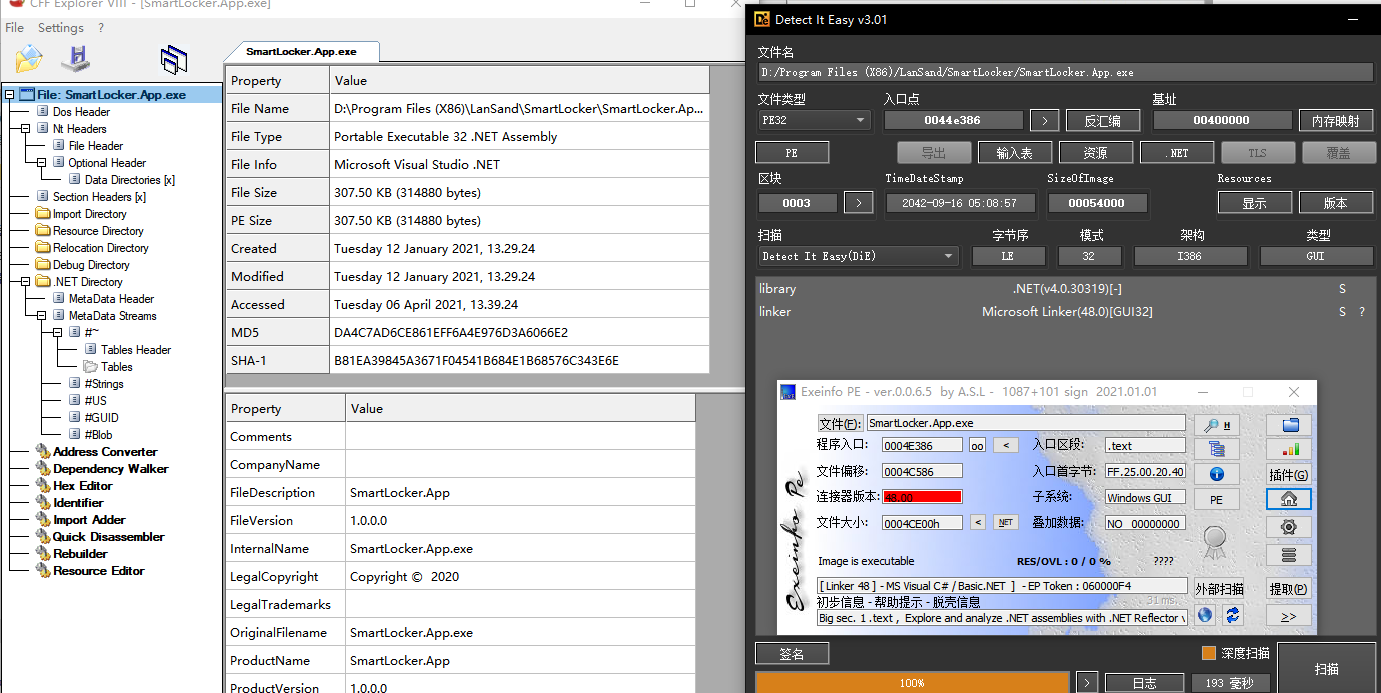 CFF Explorer VIII - [SmartLocker.App.exe]
File Settings ?
SmartLocker.App.exe
File: SmartLocker.App.exe
Dos Header
Nt Headers
File Header
Optional Header
Data Directories [x]
Section Headers [x]
Import Directory
Resource Directory
Relocation Directory
Debug Directory
.NET Directory
MetaData Header
MetaData Streams
#~
Tables Header
Tables
#Strings
#US
#GUID
#Blob
Address Converter
Dependency Walker
Hex Editor
Identifier
Import Adder
Quick Disassembler
Rebuilder
Resource Editor
Property Value
File Name D:\Program Files (X86)\LanSand\SmartLocker\SmartLocker.Ap...
File Type Portable Executable 32 .NET Assembly
File Info Microsoft Visual Studio .NET
File Size 307.50 KB (314880 bytes)
PE Size 307.50 KB (314880 bytes)
Created Tuesday 12 January 2021, 13.29.24
Modified Tuesday 12 January 2021, 13.29.24
Accessed Tuesday 06 April 2021, 13.39.24
MD5 DA4C7AD6CE861EFF6A4E976D3A6066E2
SHA-1 B81EA39845A3671F04541B684E1B68576C343E6E
Property Value
Comments
CompanyName
FileDescription SmartLocker.App
FileVersion 1.0.0.0
InternalName SmartLocker.App.exe
LegalCopyright Copyright © 2020
LegalTrademarks
OriginalFilename SmartLocker.App.exe
ProductName SmartLocker.App
ProductVersion 1.0.0.0
Detect It Easy v3.01
文件名
D:/Program Files (X86)/LanSand/SmartLocker/SmartLocker.App.exe
文件类型 入口点 基址
PE32 0044e386 > 反汇编 00400000 内存映射
PE 导出 输入表 资源 .NET TLS 覆盖
区块 TimeDateStamp SizeOfImage Resources
0003 > 2042-09-16 05:08:57 00054000 显示 版本
扫描 字节序 模式 架构 类型
Detect It Easy(DiE) LE 32 I386 GUI
library .NET(v4.0.30319)[-] S
linker Microsoft Linker(48.0)[GUI32] S ?
Exeinfo PE - ver.0.0.6.5 by A.S.L - 1087+101 sign 2021.01.01
Exeinfo Pe
文件(F): SmartLocker.App.exe H
程序入口: 0004E386 oo < 入口区段: .text
文件偏移: 0004C586 入口首字节: FF.25.00.20.40 插件(G)
连接器版本: 48.00 子系统: Windows GUI PE
文件大小: 0004CE00h < NET 叠加数据: NO 00000000
Image is executable RES/OVL : 0 / 0 % ????
[ Linker 48 ] - MS Visual C# / Basic.NET ] - EP Token : 060000F4 外部扫描 提取(P)
初步信息 - 帮助提示 - 脱壳信息 31 ms.
Big sec. 1 .text , Explore and analyze .NET assemblies with .NET Reflector v >>
签名 深度扫描 扫描
100% > 日志 193 毫秒